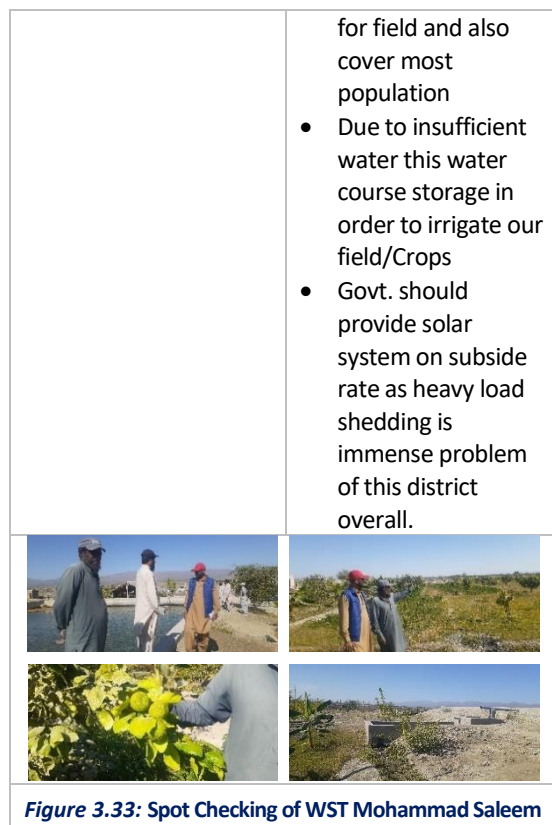 for field and also
cover most
population
• Due to insufficient
water this water
course storage in
order to irrigate our
field/Crops
• Govt. should
provide solar
system on subside
rate as heavy load
shedding is
immense problem
of this district
overall.
Figure 3.33: Spot Checking of WST Mohammad Saleem